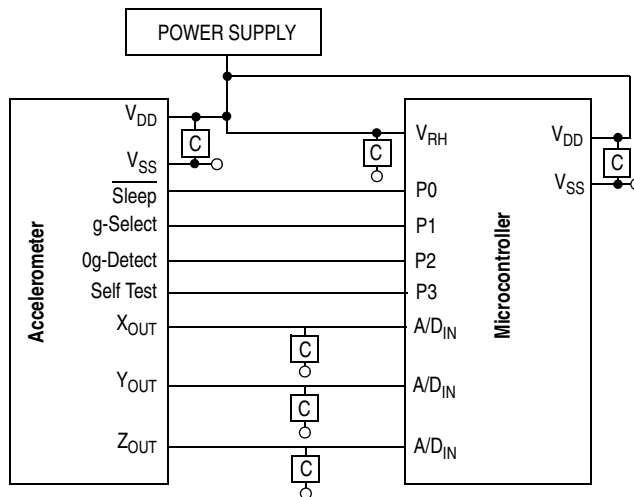 POWER SUPPLY
Accelerometer
VDD
C
VSS
Sleep
g-Select
0g-Detect
Self Test
XOUT
YOUT
ZOUT
C
C
C
C
Microcontroller
VRH
P0
P1
P2
P3
A/DIN
A/DIN
A/DIN
VDD
C
VSS